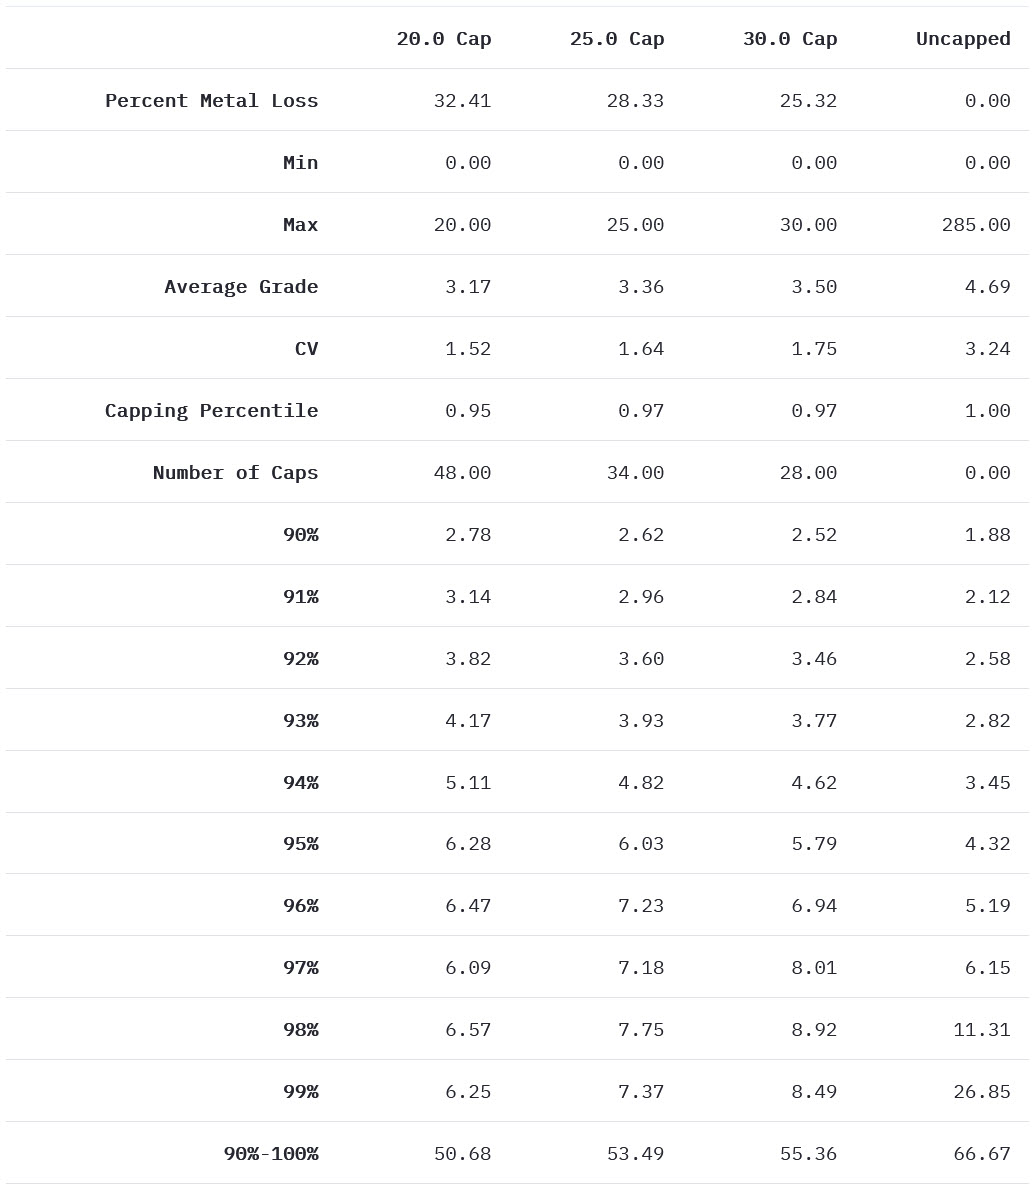 20.0 Cap 25.0 Cap 30.0 Cap Uncapped
Percent Metal Loss 32.41 28.33 25.32 0.00
Min 0.00 0.00 0.00 0.00
Max 20.00 25.00 30.00 285.00
Average Grade 3.17 3.36 3.50 4.69
CV 1.52 1.64 1.75 3.24
Capping Percentile 0.95 0.97 0.97 1.00
Number of Caps 48.00 34.00 28.00 0.00
90% 2.78 2.62 2.52 1.88
91% 3.14 2.96 2.84 2.12
92% 3.82 3.60 3.46 2.58
93% 4.17 3.93 3.77 2.82
94% 5.11 4.82 4.62 3.45
95% 6.28 6.03 5.79 4.32
96% 6.47 7.23 6.94 5.19
97% 6.09 7.18 8.01 6.15
98% 6.57 7.75 8.92 11.31
99% 6.25 7.37 8.49 26.85
90%-100% 50.68 53.49 55.36 66.67